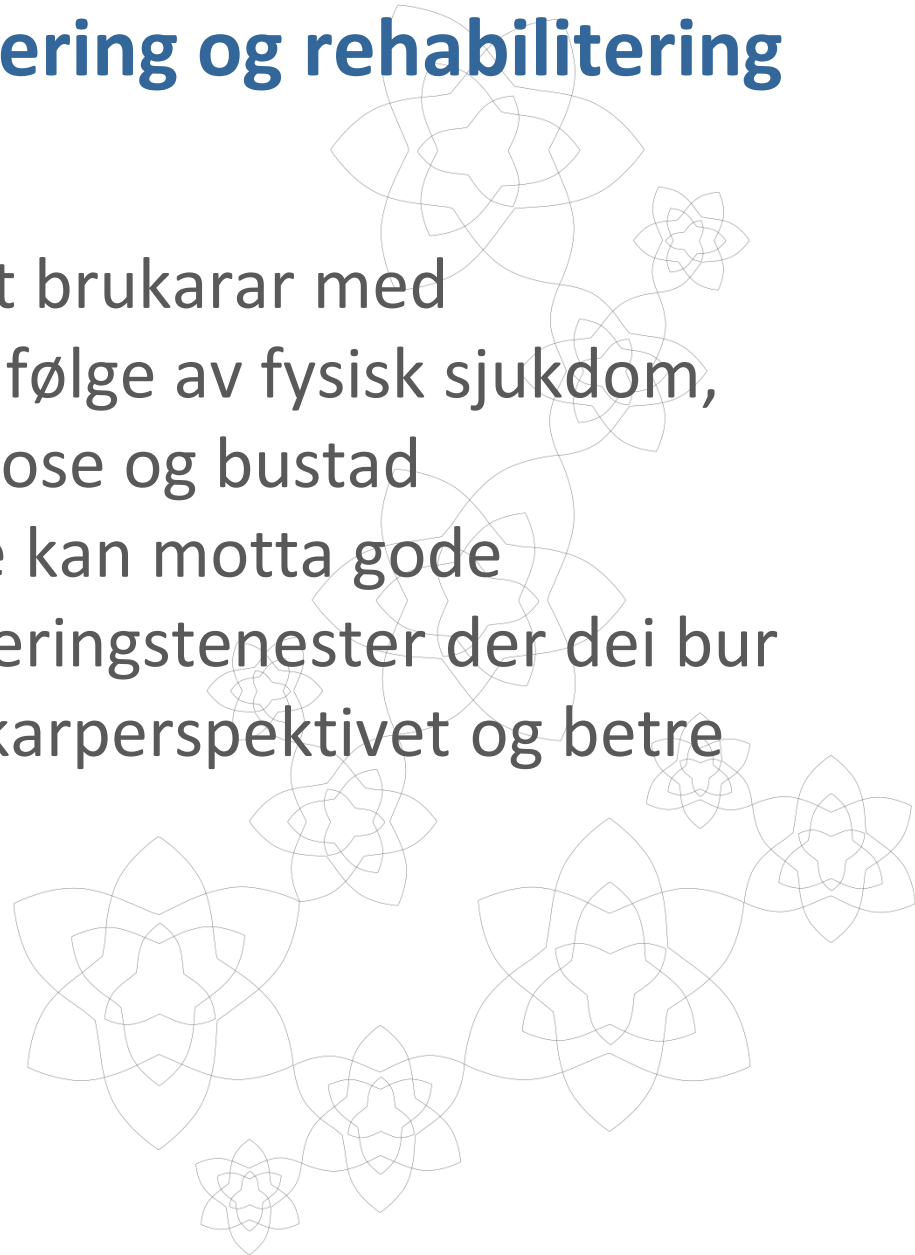 ering og rehabilitering
t brukarar med
følge av fysisk sjukdom,
ose og bustad
e kan motta gode
eringstenester der dei bur
karperspektivet og betre